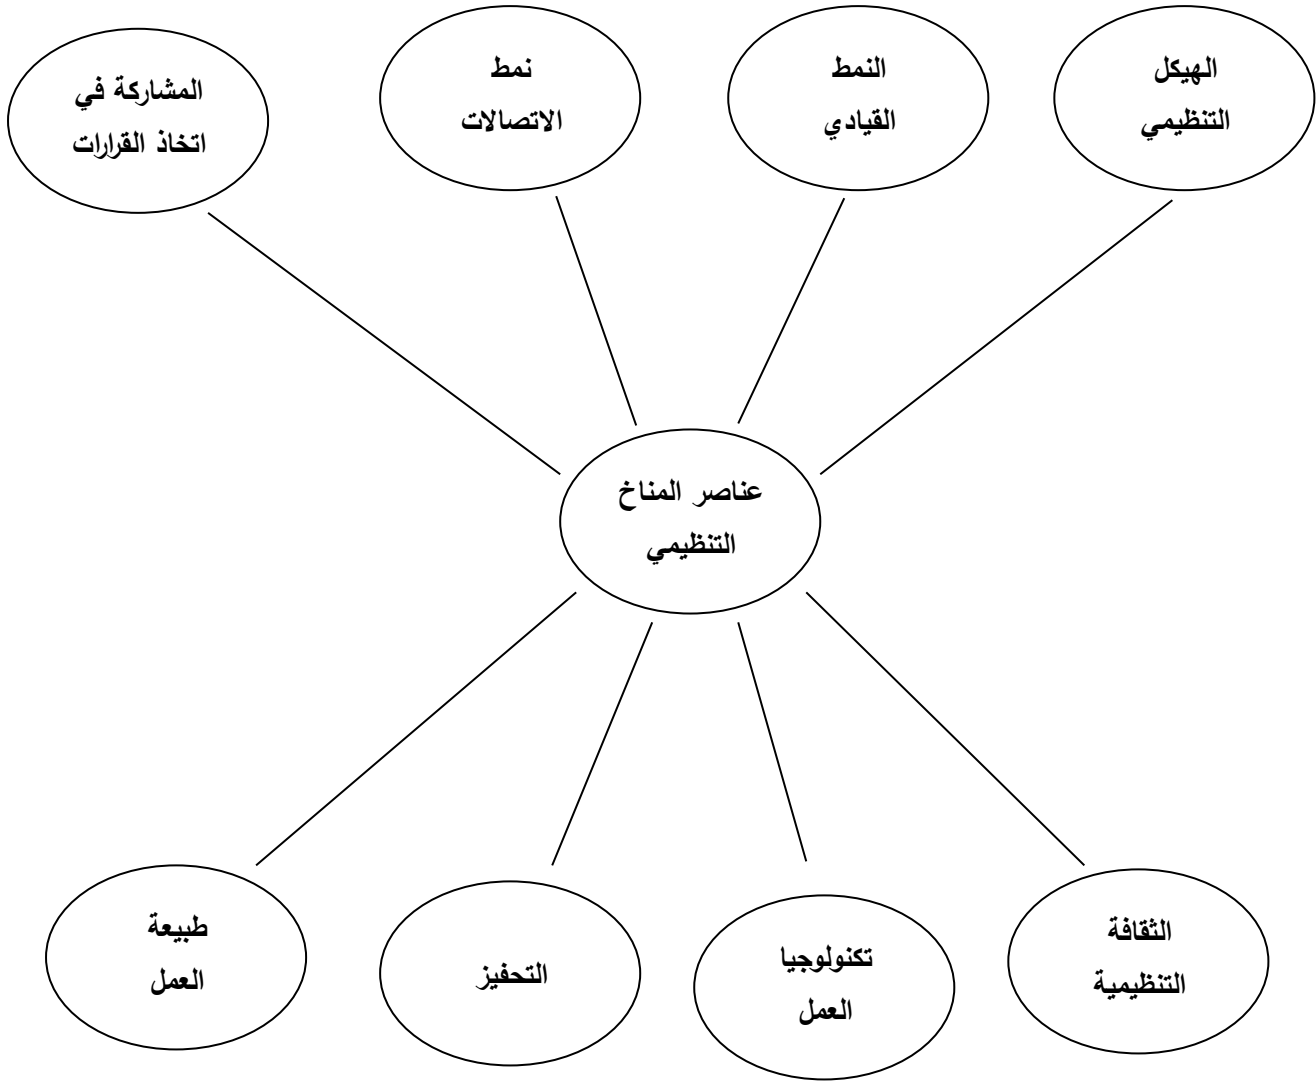 الهيكل
التنظيمي
النمط
القيادي
نمط
الاتصالات
المشاركة في
اتخاذ القرارات
عناصر المناخ
التنظيمي
الثقافة
التنظيمية
تكنولوجيا
العمل
التحفيز
طبيعة
العمل